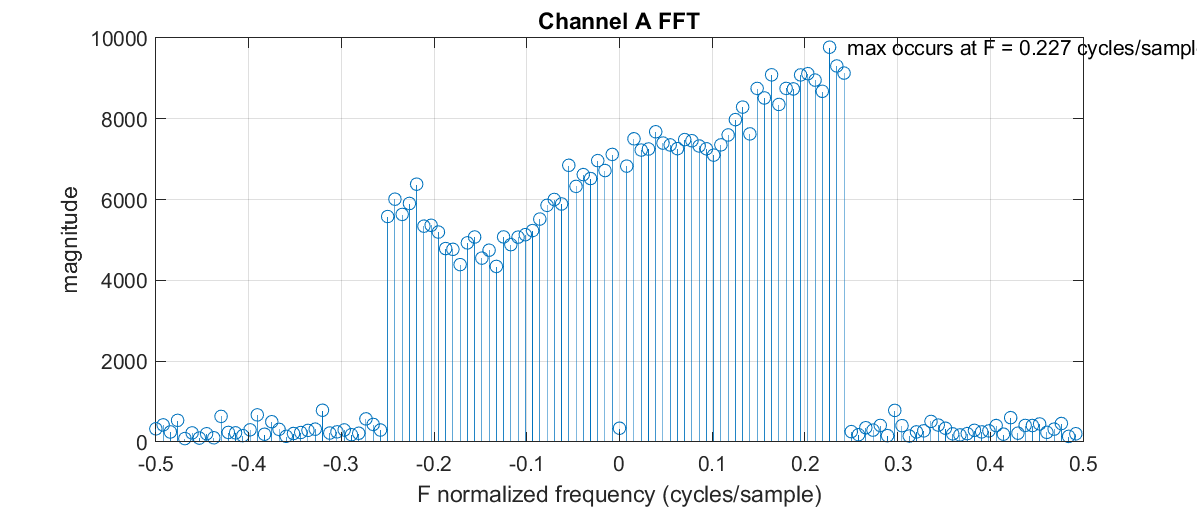 Channel A FFT
10000
8000
6000
4000
2000
0
magnitude
max occurs at F = 0.227 cycles/sampl
-0.5 -0.4 -0.3 -0.2 -0.1 0 0.1 0.2 0.3 0.4 0.5
F normalized frequency (cycles/sample)